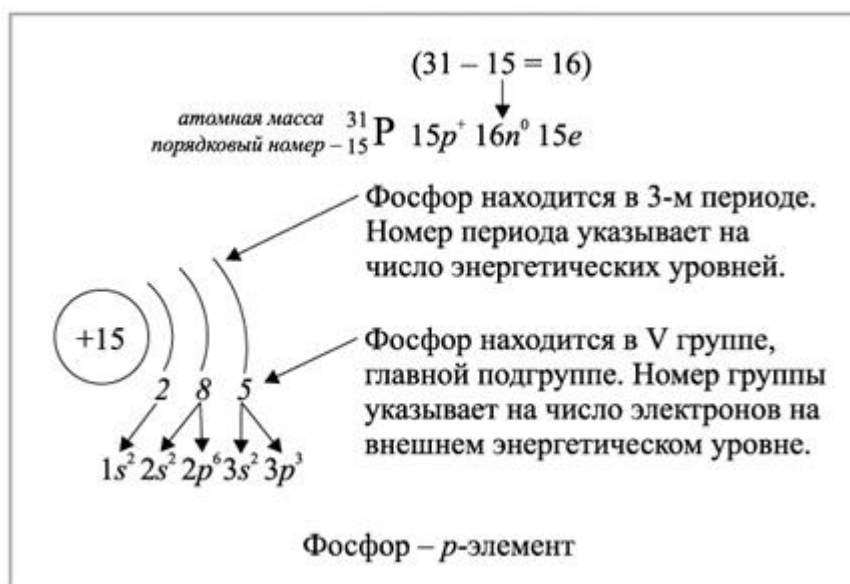 (31 – 15 = 16)
атомная масса 31
порядковый номер – 15 P 15p⁺ 16n⁰ 15e
Фосфор находится в 3-м периоде.
Номер периода указывает на
число энергетических уровней.
+15
2 8 5
Фосфор находится в V группе,
главной подгруппе. Номер группы
указывает на число электронов на
внешнем энергетическом уровне.
1s² 2s² 2p⁶ 3s² 3p³
Фосфор – p-элемент